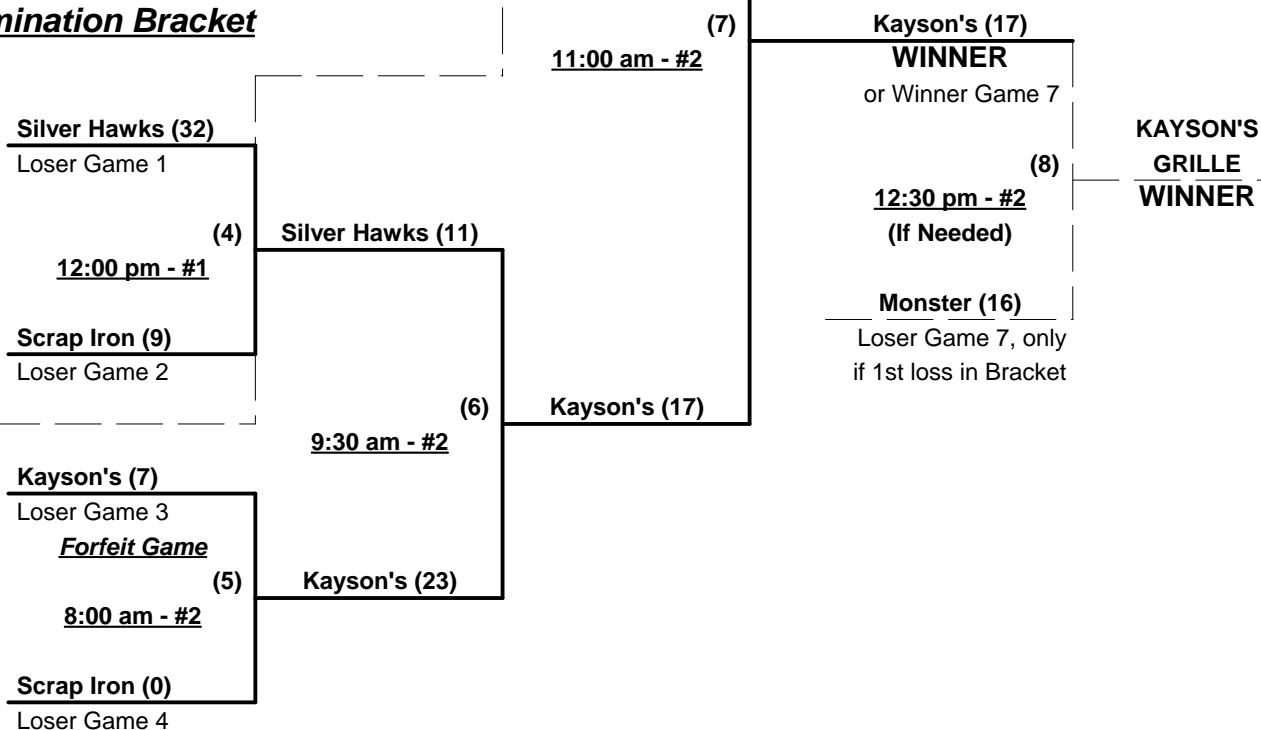 mination Bracket
(7)
11:00 am - #2
Kayson's (17)
WINNER
or Winner Game 7
Silver Hawks (32)
Loser Game 1
(4)
12:00 pm - #1
Silver Hawks (11)
Scrap Iron (9)
Loser Game 2
(8)
12:30 pm - #2
(If Needed)
KAYSON'S
GRILLE
WINNER
Monster (16)
Loser Game 7, only
if 1st loss in Bracket
(6)
9:30 am - #2
Kayson's (17)
Kayson's (7)
Loser Game 3
Forfeit Game
(5)
8:00 am - #2
Kayson's (23)
Scrap Iron (0)
Loser Game 4